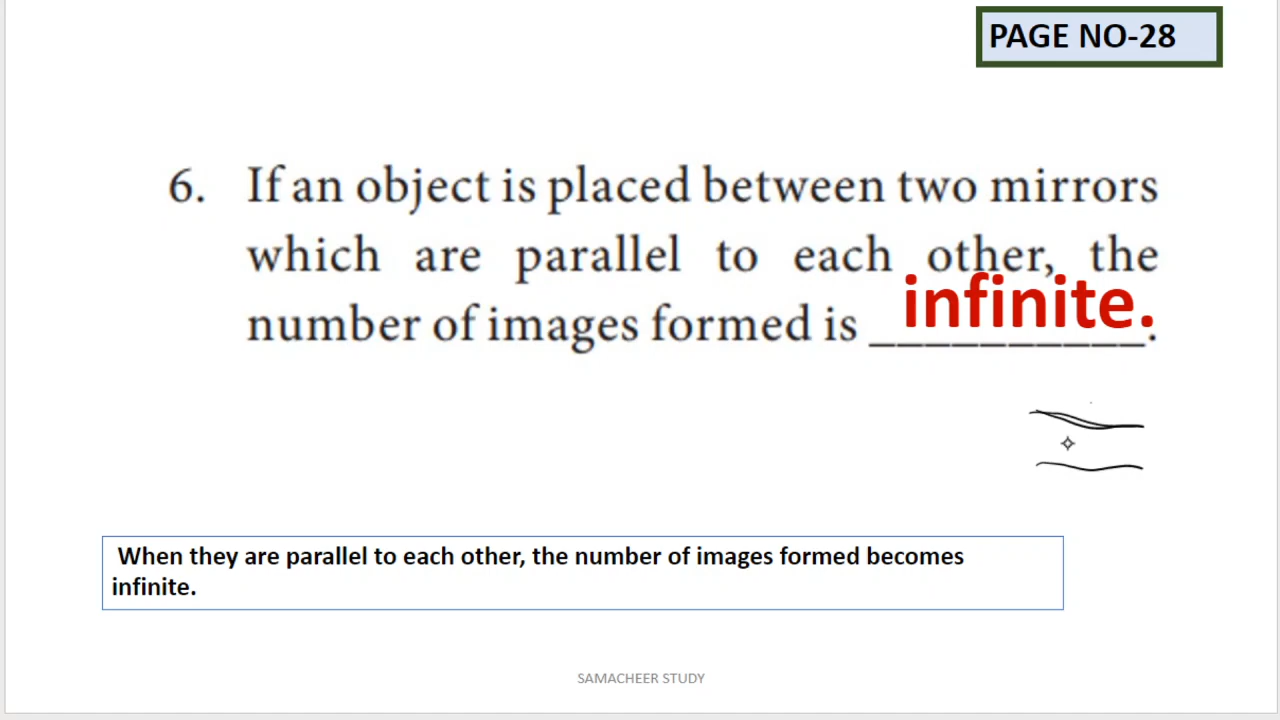 PAGE NO-28
6. If an object is placed between two mirrors
which are parallel to each other, the
number of images formed is __________.
infinite.
When they are parallel to each other, the number of images formed becomes
infinite.
SAMACHEER STUDY